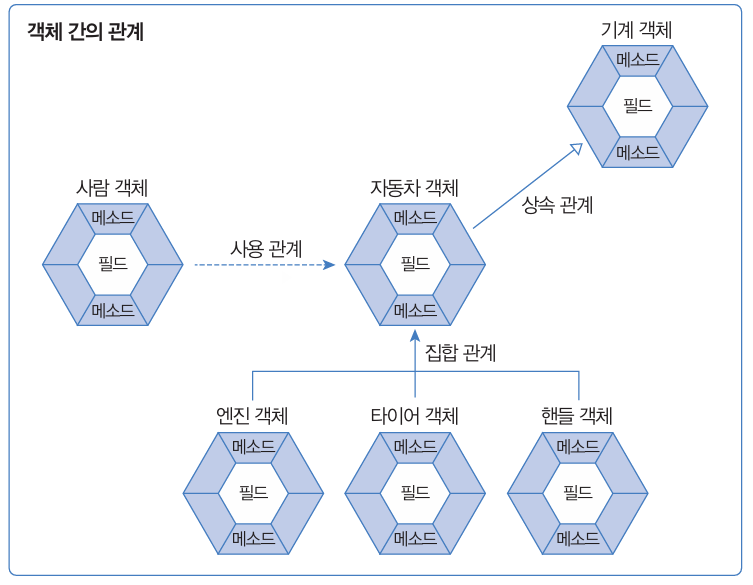 객체 간의 관계
기계 객체
메소드
필드
메소드
상속 관계
사람 객체
메소드
필드
메소드
사용 관계
자동차 객체
메소드
필드
메소드
집합 관계
엔진 객체
메소드
필드
메소드
타이어 객체
메소드
필드
메소드
핸들 객체
메소드
필드
메소드